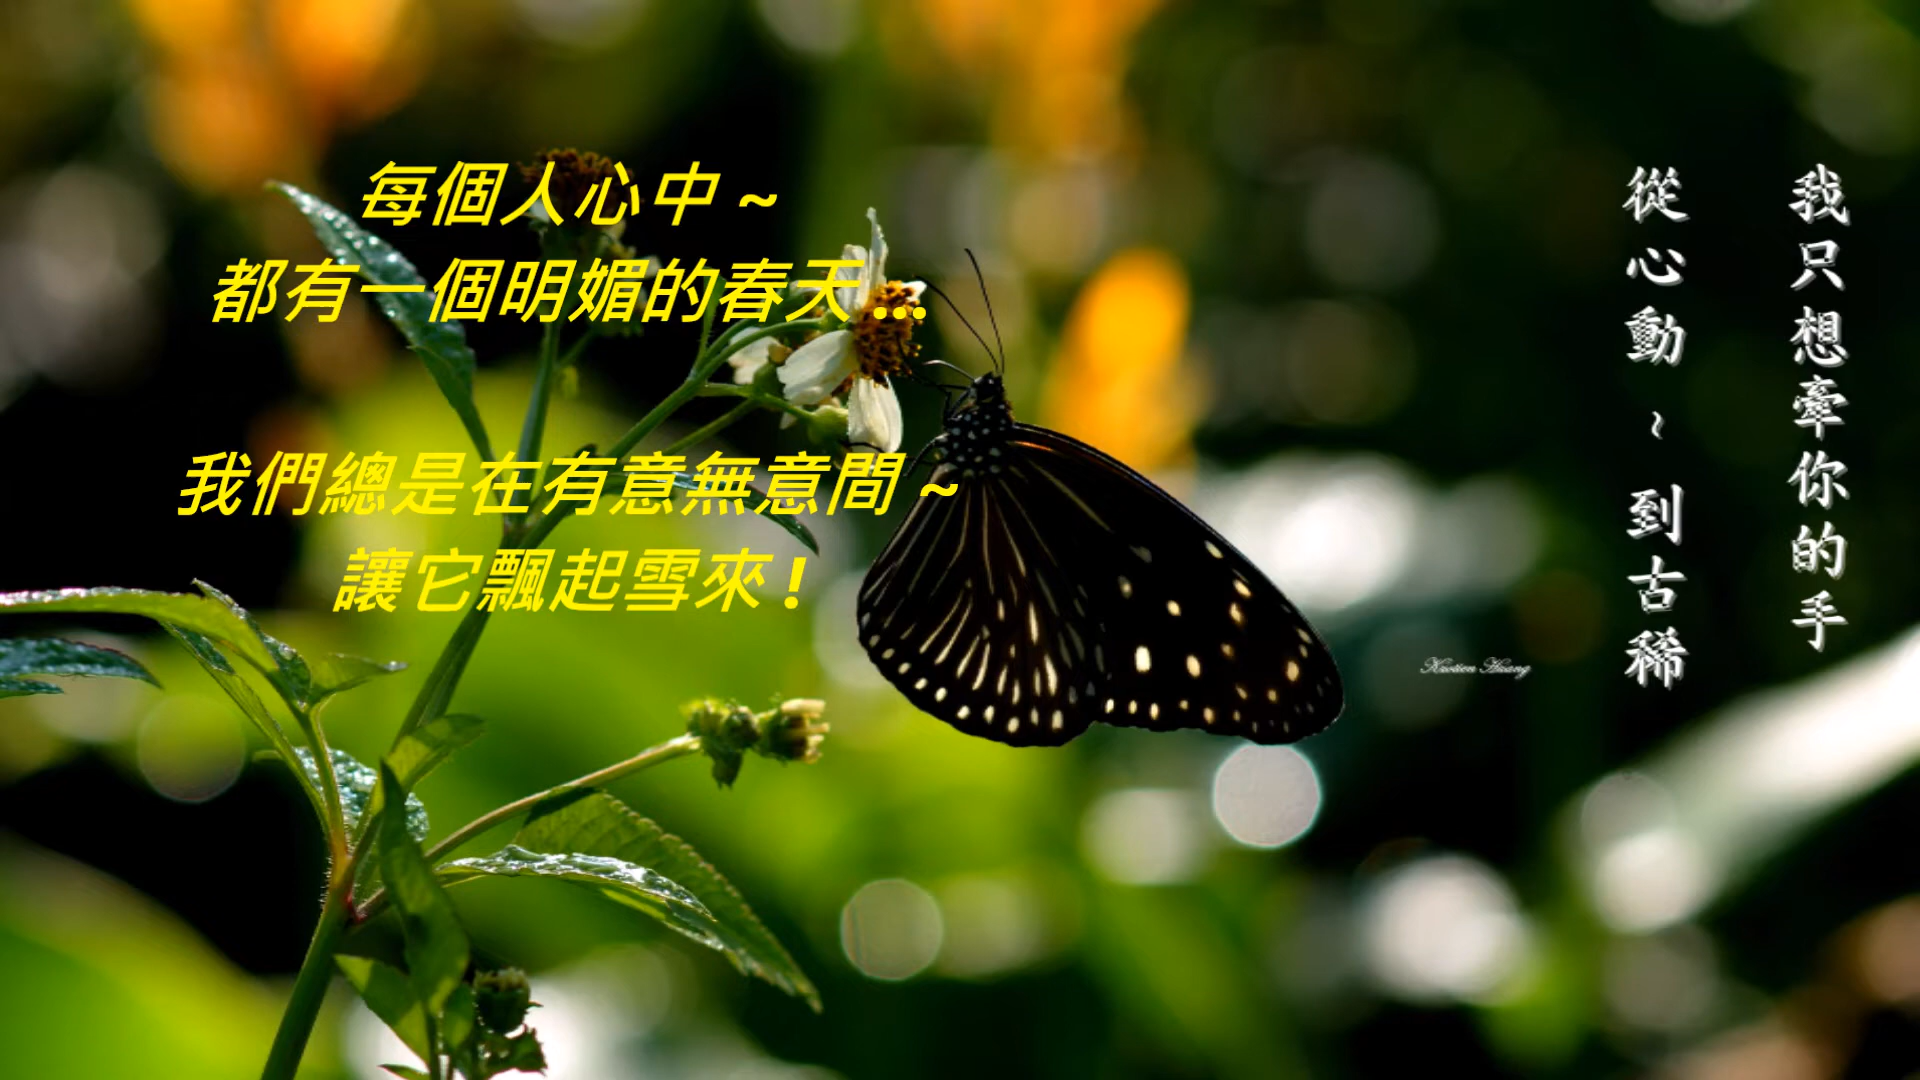 每個人心中 ~
都有一個明媚的春天 ...
我們總是在有意無意間 ~
讓它飄起雪來 !
我只想牽你的手
從心動 ~ 到古稀
Kuotien Huang